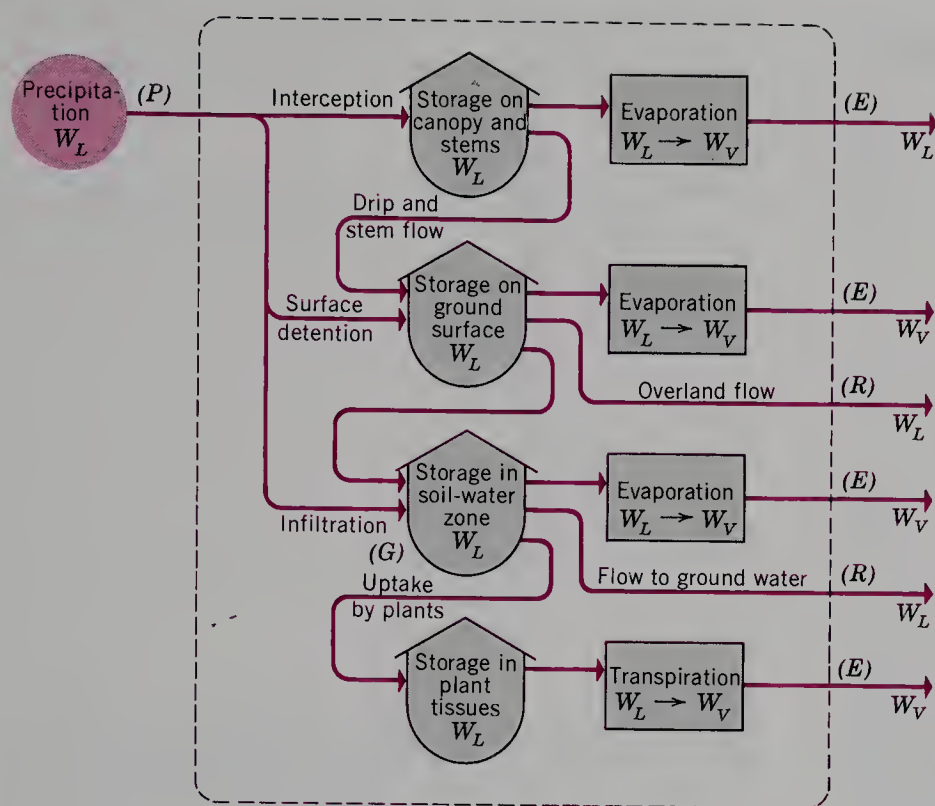 Precipita-
tion
W_L
(P)
Interception
Storage on
canopy and
stems
W_L
Evaporation
W_L → W_V
(E)
W_L
Drip and
stem flow
Surface
detention
Storage on
ground
surface
W_L
Evaporation
W_L → W_V
(E)
W_V
Overland flow
(R)
W_L
Infiltration
(G)
Storage in
soil-water
zone
W_L
Evaporation
W_L → W_V
(E)
W_V
Flow to ground water
(R)
W_L
Uptake
by plants
Storage in
plant
tissues
W_L
Transpiration
W_L → W_V
(E)
W_V